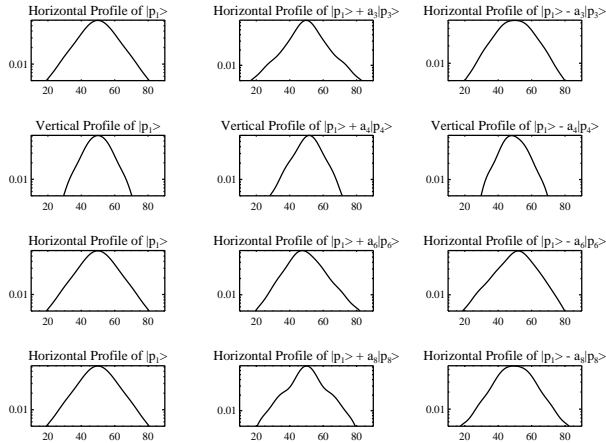 Horizontal Profile of |p₁>
Horizontal Profile of |p₁> + a₃|p₃>
Horizontal Profile of |p₁> - a₃|p₃>
0.01
0.01
0.01
20 40 60 80
20 40 60 80
20 40 60 80
Vertical Profile of |p₁>
Vertical Profile of |p₁> + a₄|p₄>
Vertical Profile of |p₁> - a₄|p₄>
0.01
0.01
0.01
20 40 60 80
20 40 60 80
20 40 60 80
Horizontal Profile of |p₁>
Horizontal Profile of |p₁> + a₆|p₆>
Horizontal Profile of |p₁> - a₆|p₆>
0.01
0.01
0.01
20 40 60 80
20 40 60 80
20 40 60 80
Horizontal Profile of |p₁>
Horizontal Profile of |p₁> + a₈|p₈>
Horizontal Profile of |p₁> - a₈|p₈>
0.01
0.01
0.01
20 40 60 80
20 40 60 80
20 40 60 80